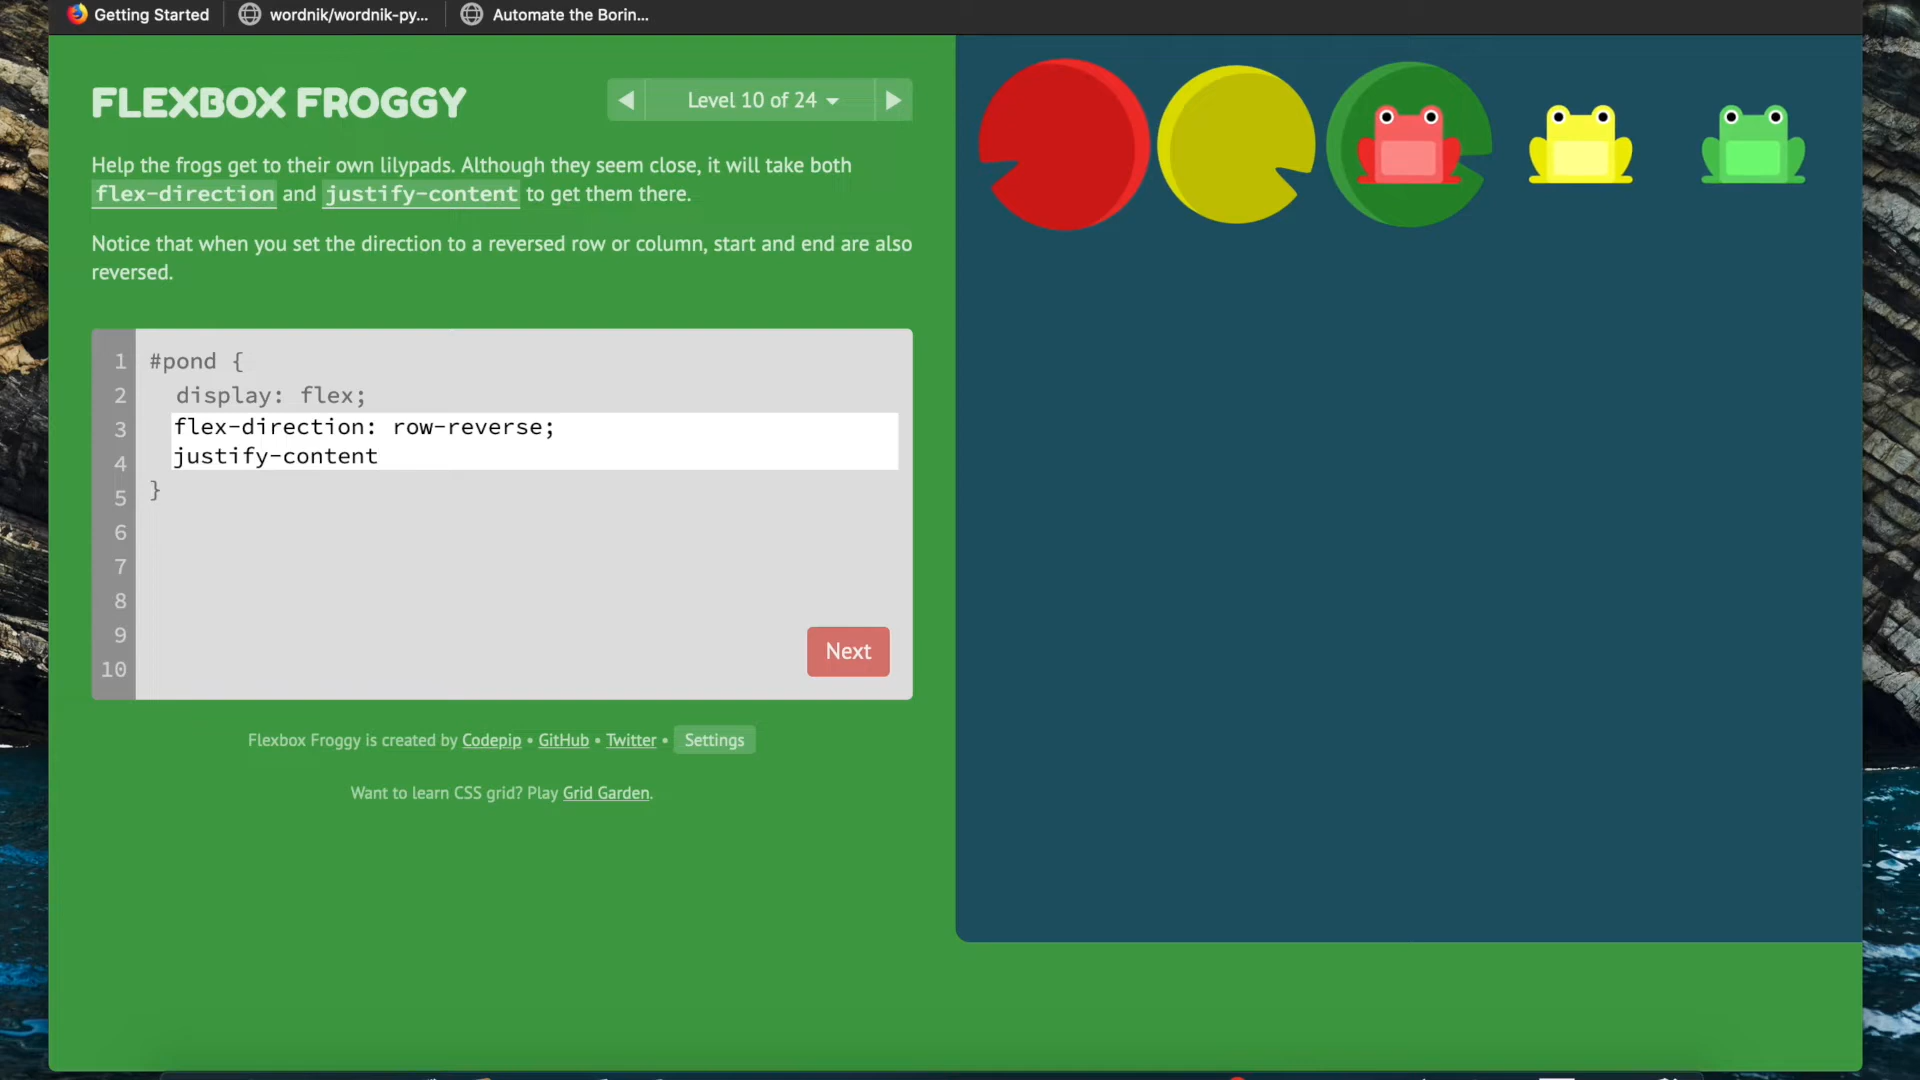 Getting Started
wordnik/wordnik-py...
Automate the Borin...
FLEXBOX FROGGY
Level 10 of 24
Help the frogs get to their own lilypads. Although they seem close, it will take both
flex-direction and justify-content to get them there.
Notice that when you set the direction to a reversed row or column, start and end are also
reversed.
1 #pond {
2 display: flex;
3 flex-direction: row-reverse;
4 justify-content
5 }
6
7
8
9
10
Next
Flexbox Froggy is created by Codepip • GitHub • Twitter • Settings
Want to learn CSS grid? Play Grid Garden.